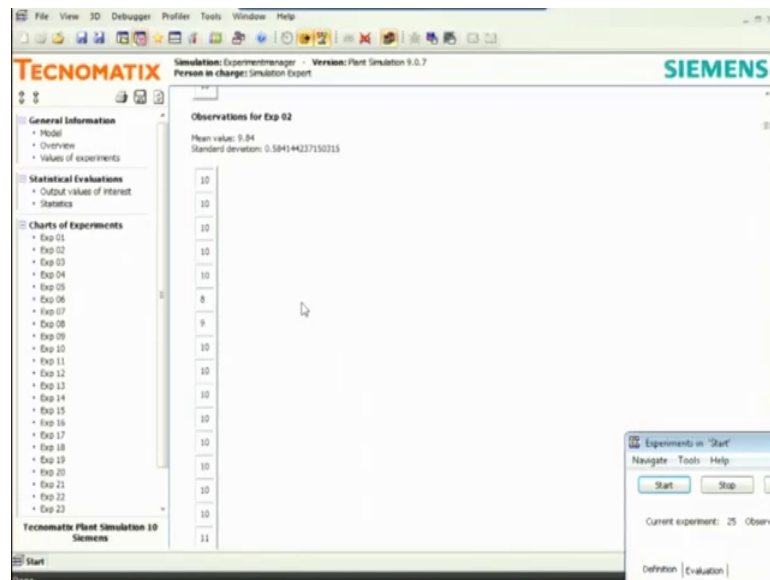 File View 3D Debugger Profiler Tools Window Help
TECNOMATIX
Simulation: Experimentmanager - Version: Plant Simulation 9.0.7
Person in charge: Simulation Expert
SIEMENS
General Information
Model
Overview
Values of experiments
Statistical Evaluations
Output values of interest
Statistics
Charts of Experiments
Exp 01
Exp 02
Exp 03
Exp 04
Exp 05
Exp 06
Exp 07
Exp 08
Exp 09
Exp 10
Exp 11
Exp 12
Exp 13
Exp 14
Exp 15
Exp 16
Exp 17
Exp 18
Exp 19
Exp 20
Exp 21
Exp 22
Exp 23
Tecnomatix Plant Simulation 10
Siemens
Observations for Exp 02
Mean value: 9.84
Standard deviation: 0.584144237150315
10
10
10
10
10
8
9
10
10
10
10
10
10
10
10
11
Experiments in 'Start'
Navigate Tools Help
Start Stop
Current experiment: 25 Observ
Definition Evaluation
Start